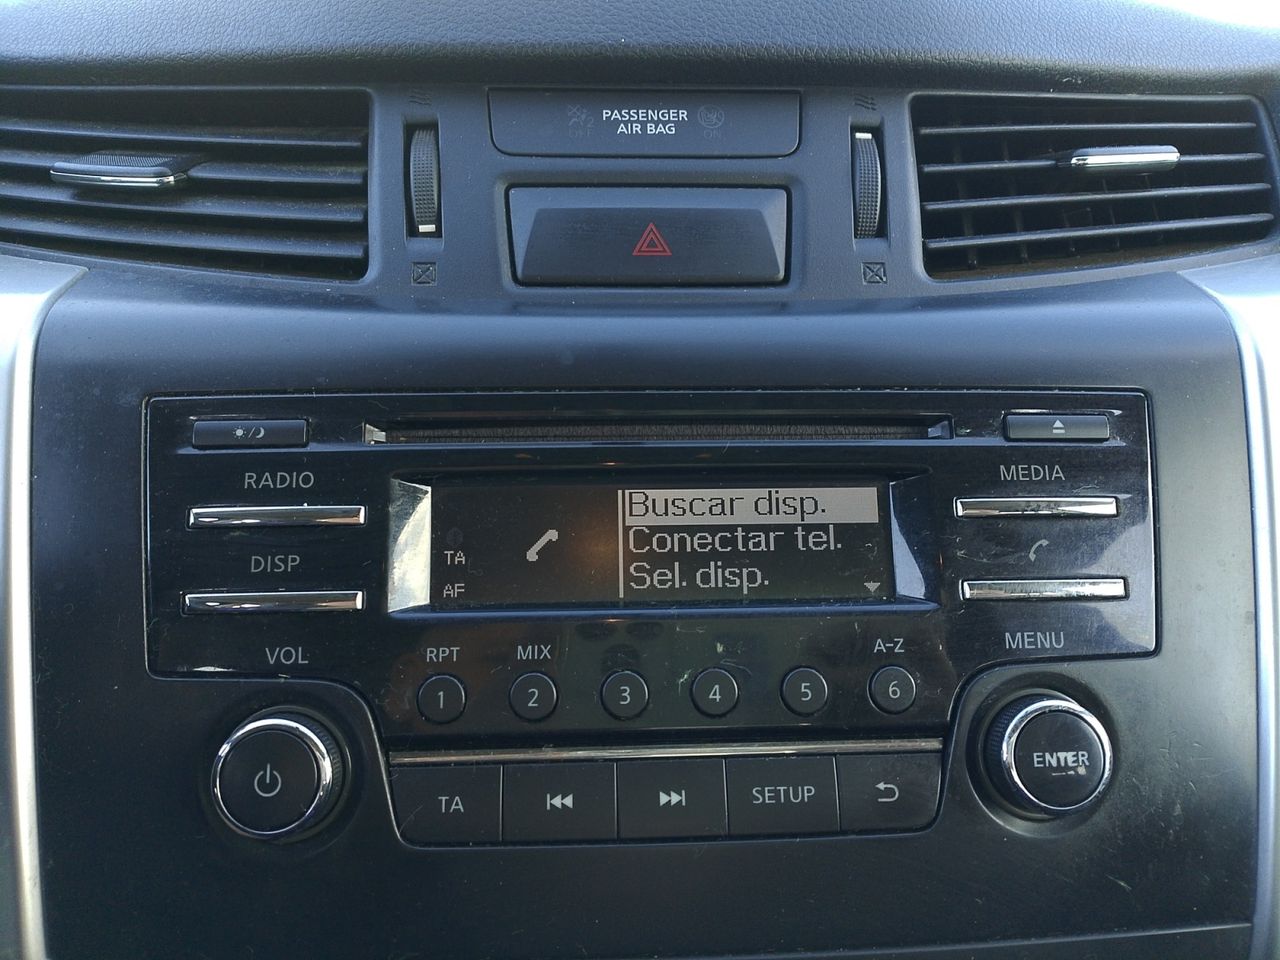 PASSENGER
AIR BAG
OFF
ON
RADIO
MEDIA
DISP
TA
AF
Buscar disp.
Conectar tel.
Sel. disp.
VOL
RPT
MIX
A-Z
MENU
1 2 3 4 5 6
TA
SETUP
ENTER